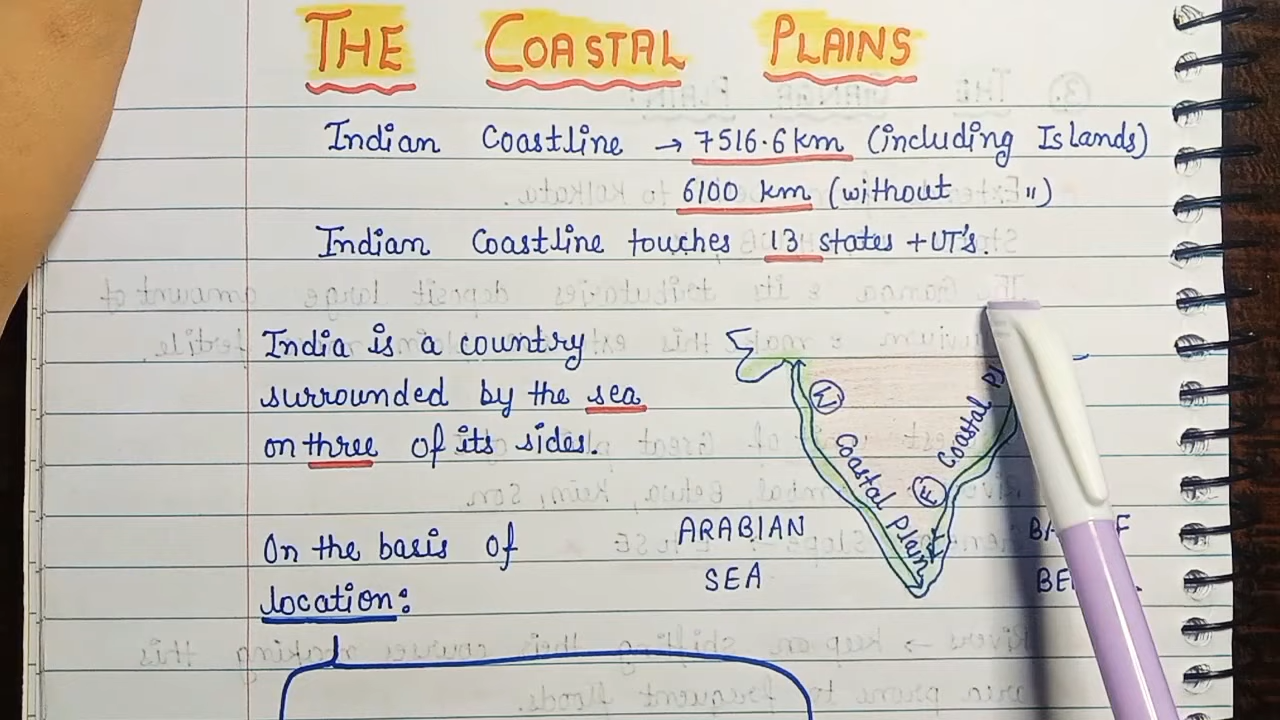 THE COASTAL PLAINS
Indian Coastline → 7516.6 km (including Islands)
6100 km (without ")
Indian Coastline touches 13 states + UT's.
India is a country
surrounded by the sea
on three of its sides.
W Coastal Plain
E Coastal
On the basis of
location:
ARABIAN
SEA